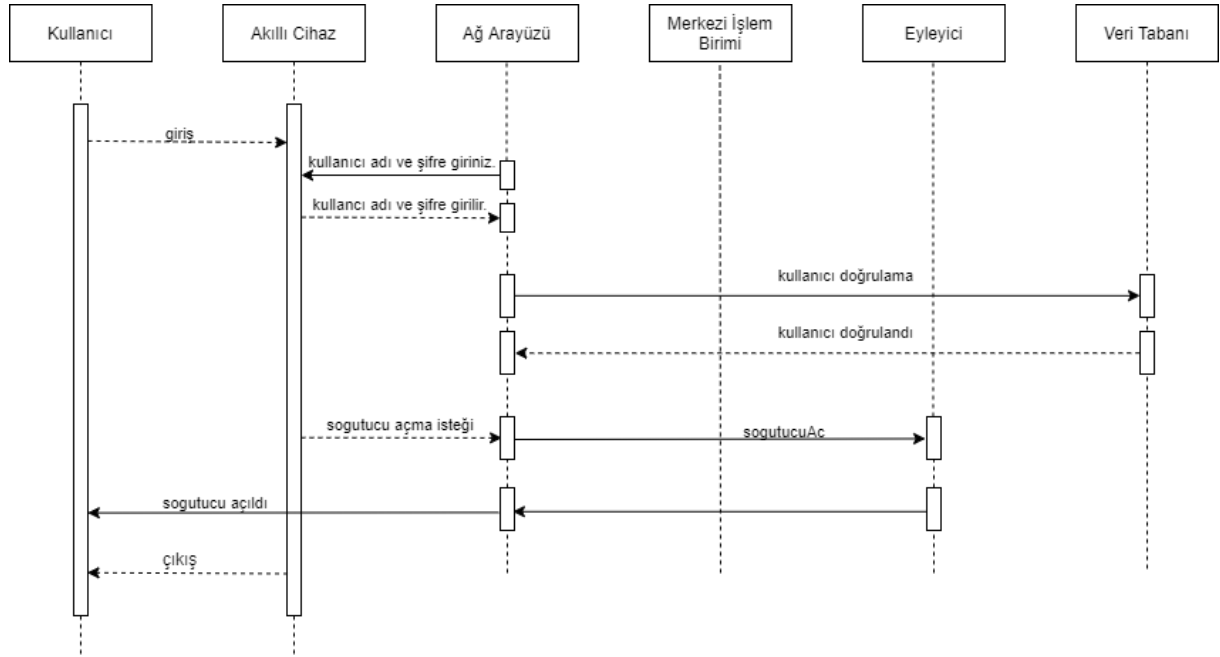 Kullanıcı
Akıllı Cihaz
Ağ Arayüzü
Merkezi İşlem
Birimi
Eyleyici
Veri Tabanı
giriş
kullanıcı adı ve şifre giriniz.
kullancı adı ve şifre girilir.
kullanıcı doğrulama
kullanıcı doğrulandı
sogutucu açma isteği
sogutucuAc
sogutucu açıldı
çıkış